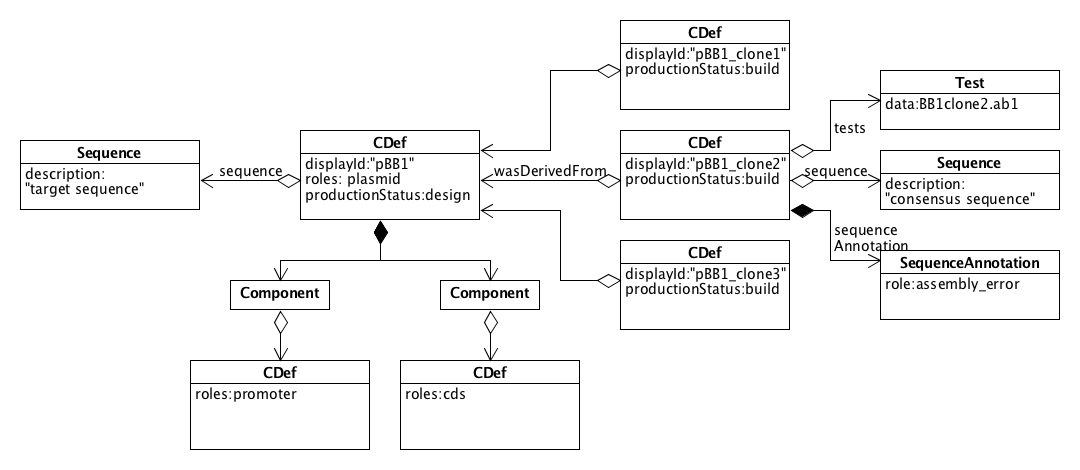 CDef
displayId:"pBB1_clone1"
productionStatus:build
Test
data:BB1clone2.ab1
tests
Sequence
description:
"target sequence"
sequence
CDef
displayId:"pBB1"
roles: plasmid
productionStatus:design
wasDerivedFrom
CDef
displayId:"pBB1_clone2"
productionStatus:build
sequence
Sequence
description:
"consensus sequence"
sequence
Annotation
SequenceAnnotation
role:assembly_error
CDef
displayId:"pBB1_clone3"
productionStatus:build
Component
Component
CDef
roles:promoter
CDef
roles:cds